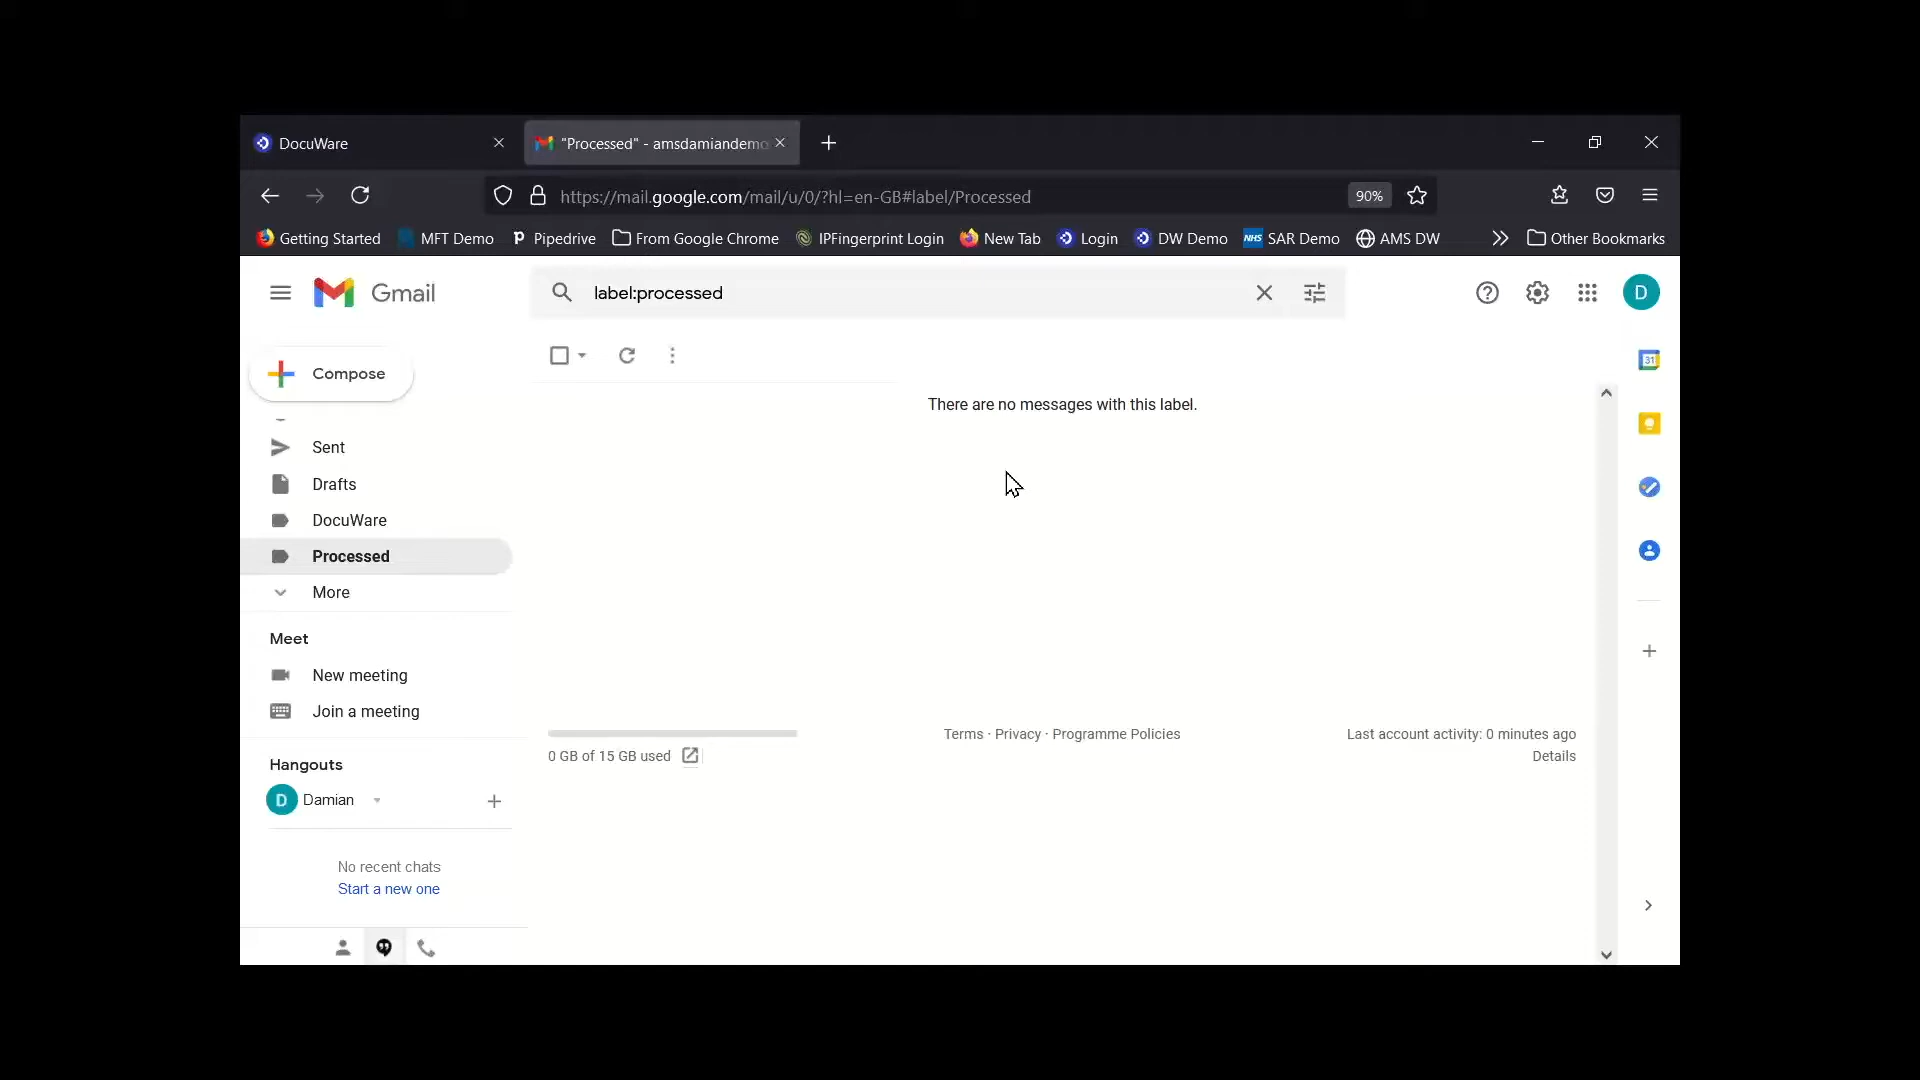 DocuWare
"Processed" - amsdamiandemo
https://mail.google.com/mail/u/0/?hl=en-GB#label/Processed
90%
Getting Started
MFT Demo
Pipedrive
From Google Chrome
IPFingerprint Login
New Tab
Login
DW Demo
NHS
SAR Demo
AMS DW
Other Bookmarks
Gmail
label:processed
D
Compose
31
There are no messages with this label.
Sent
Drafts
DocuWare
Processed
More
Meet
New meeting
Join a meeting
0 GB of 15 GB used
Terms · Privacy · Programme Policies
Last account activity: 0 minutes ago
Details
Hangouts
D
Damian
No recent chats
Start a new one